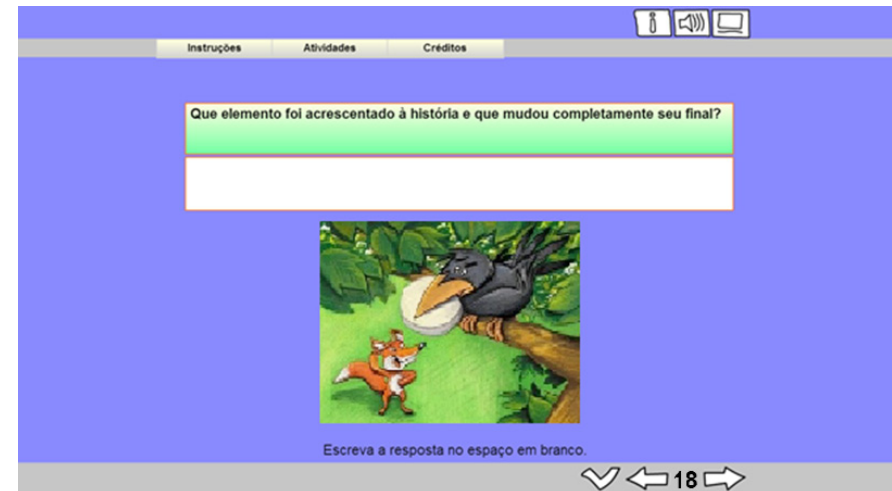 Instruções Atividades Créditos
Que elemento foi acrescentado à história e que mudou completamente seu final?
Escreva a resposta no espaço em branco.
18